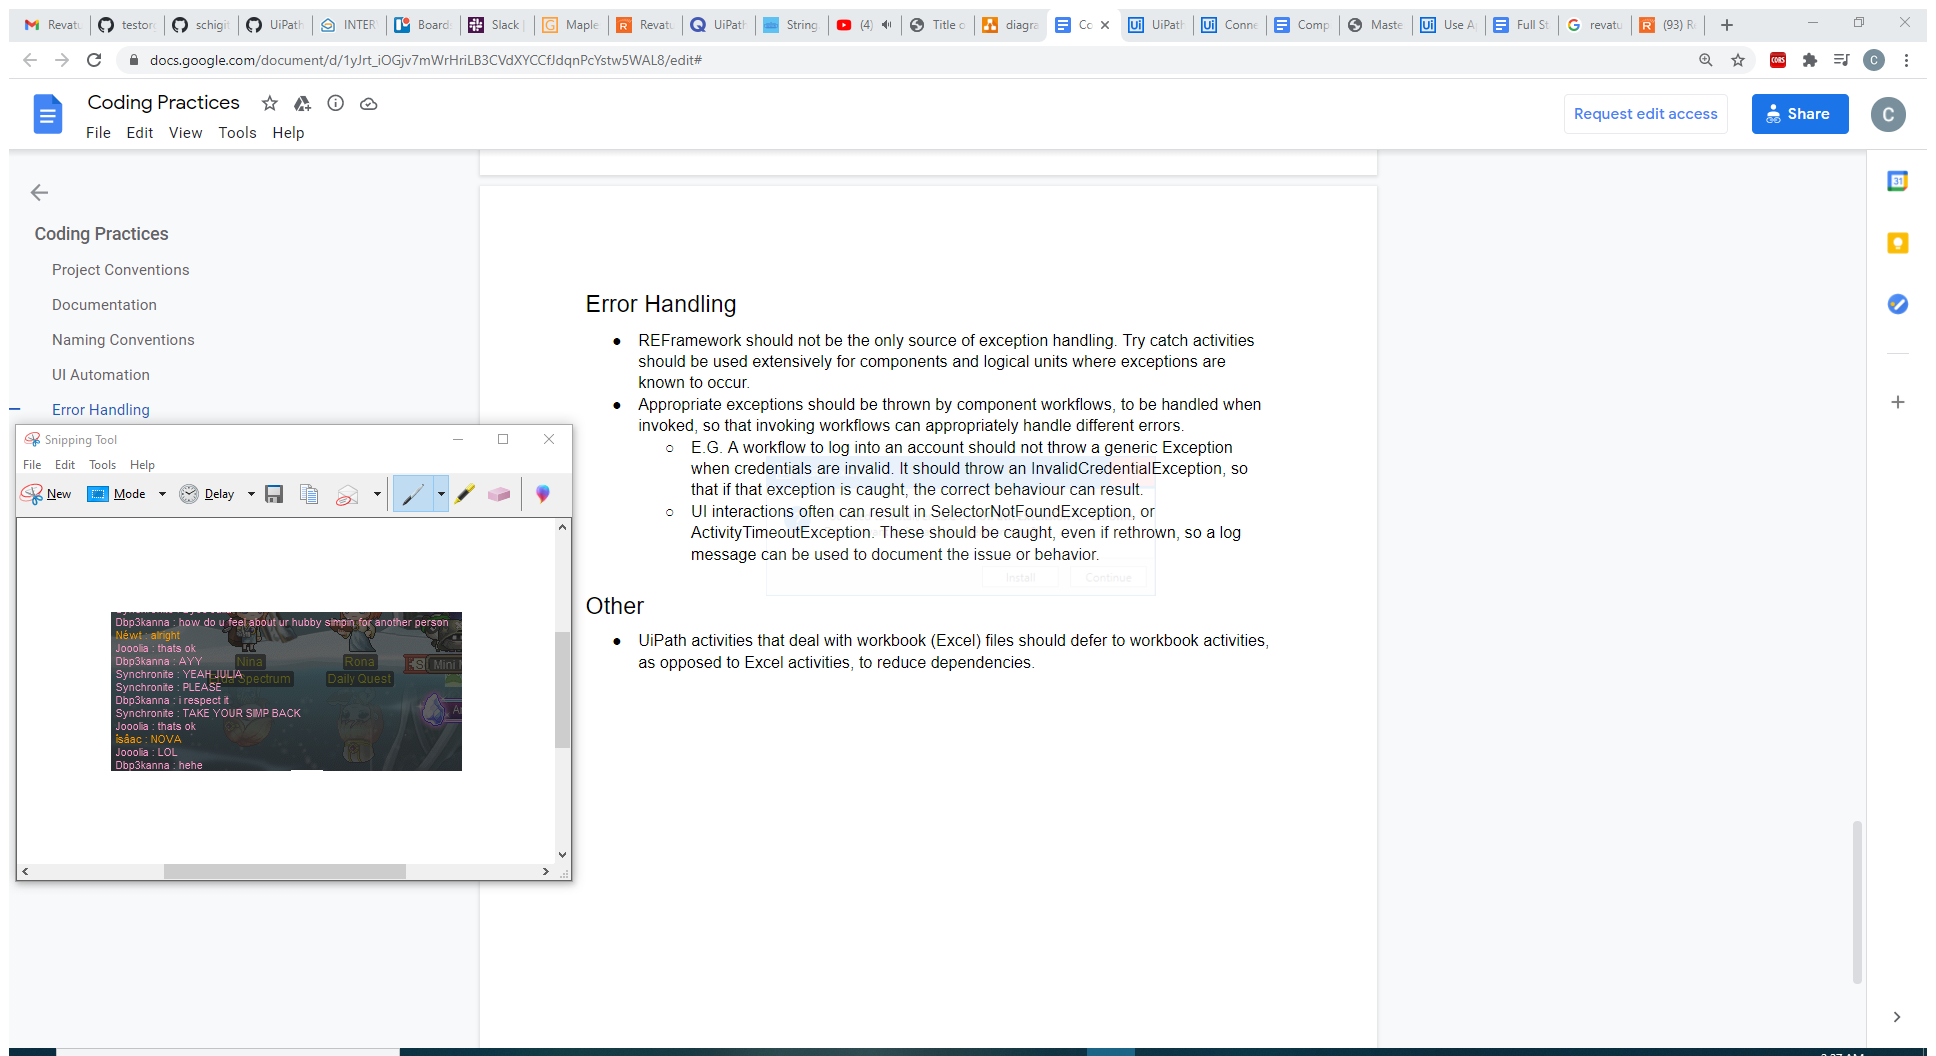 Revatu
testorg
schigit
UiPath
INTER
Board
Slack |
Maple
Revatu
UiPath
String
(4)
Title o
diagra
Co
UiPath
Conne
Comp
Maste
Use A
Full St
revatu
(93) R
docs.google.com/document/d/1yJrt_iOGjv7mWrHriLB3CVdXYCCfJdqnPcYstw5WAL8/edit#
CORS
C
Coding Practices
File Edit View Tools Help
Request edit access
Share
C
31
Coding Practices
Project Conventions
Documentation
Naming Conventions
UI Automation
Error Handling
Snipping Tool
File Edit Tools Help
New Mode Delay
Dbp3kanna : how do u feel about ur hubby simpin for another person
Néwt : alright
Jooolia : thats ok
Dbp3kanna : AYY
Synchronite : YEAH JULIA
Synchronite : PLEASE
Dbp3kanna : i respect it
Synchronite : TAKE YOUR SIMP BACK
Jooolia : thats ok
isâac : NOVA
Jooolia : LOL
Dbp3kanna : hehe
Nina
Rona
Spectrum
Daily Quest
Mini
Error Handling
● REFramework should not be the only source of exception handling. Try catch activities
should be used extensively for components and logical units where exceptions are
known to occur.
● Appropriate exceptions should be thrown by component workflows, to be handled when
invoked, so that invoking workflows can appropriately handle different errors.
○ E.G. A workflow to log into an account should not throw a generic Exception
when credentials are invalid. It should throw an InvalidCredentialException, so
that if that exception is caught, the correct behaviour can result.
○ UI interactions often can result in SelectorNotFoundException, or
ActivityTimeoutException. These should be caught, even if rethrown, so a log
message can be used to document the issue or behavior.
Install Continue
Other
● UiPath activities that deal with workbook (Excel) files should defer to workbook activities,
as opposed to Excel activities, to reduce dependencies.